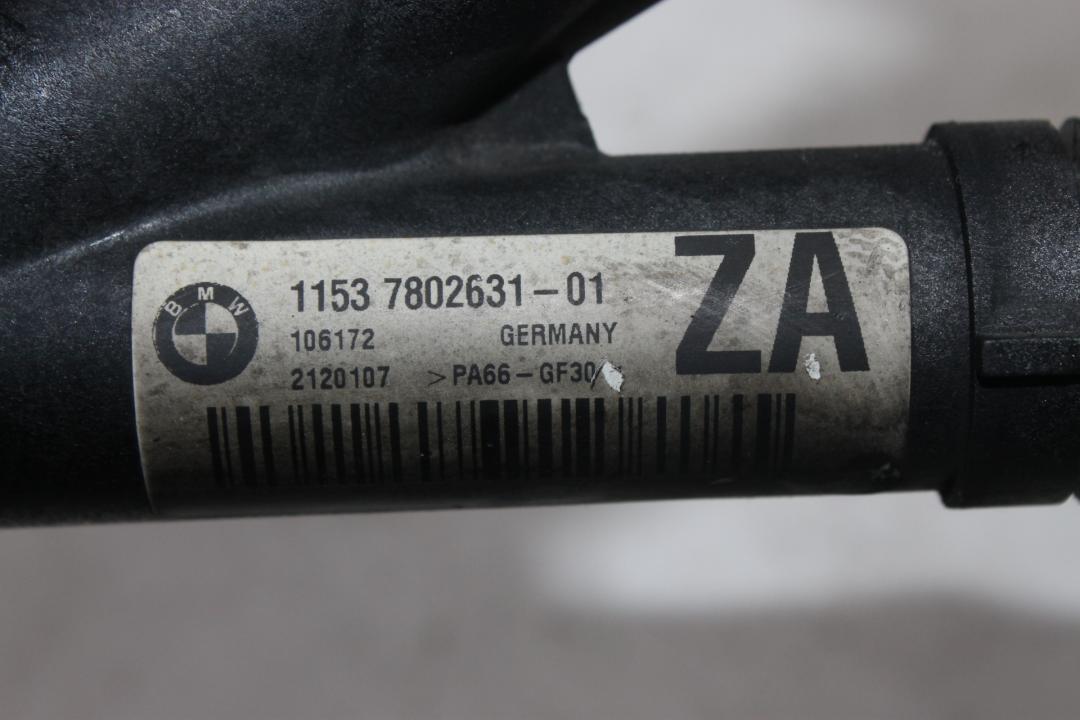 BMW
1153 7802631-01
106172 GERMANY
2120107 >PA66-GF30
ZA